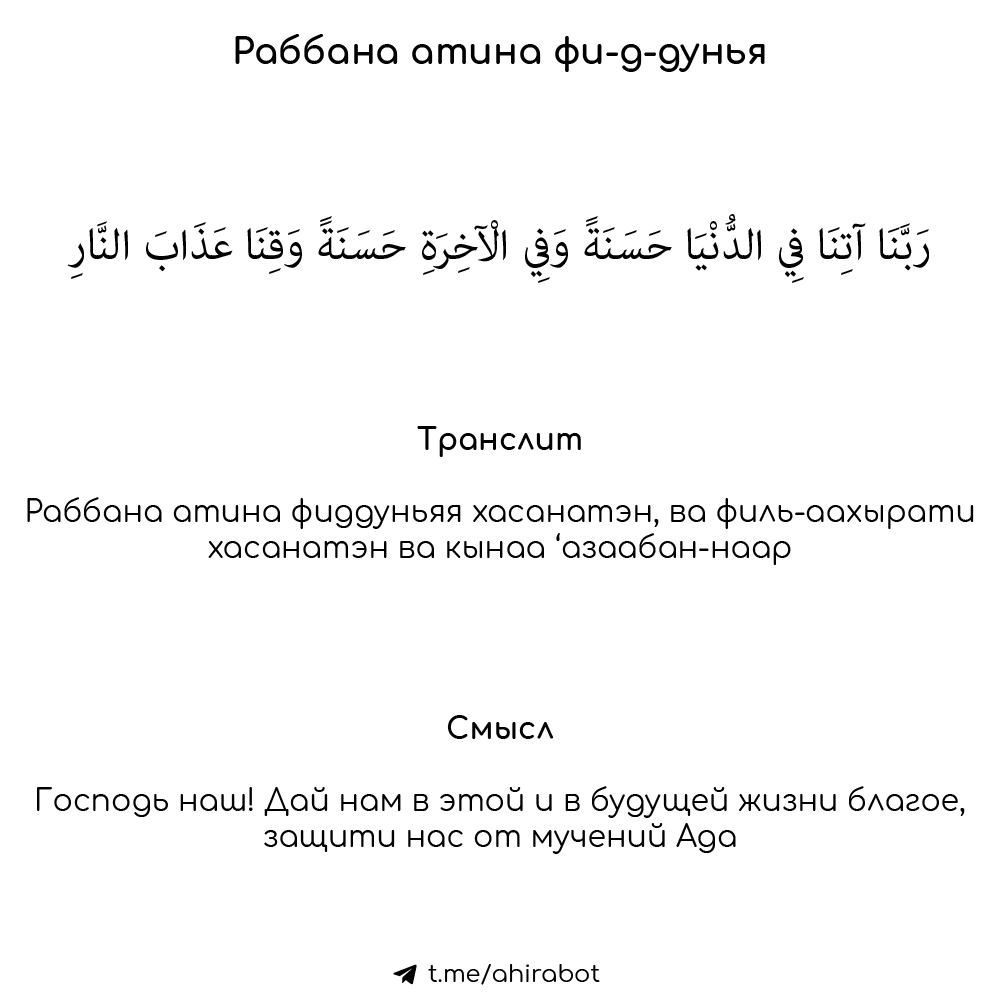 Раббана атина фи-д-дунья
رَبَّنَا آتِنَا فِي الدُّنْيَا حَسَنَةً وَفِي الْآخِرَةِ حَسَنَةً وَقِنَا عَذَابَ النَّارِ
Транслит
Раббана атина фиддуньяя хасанатэн, ва филь-аахырати
хасанатэн ва кынаа ‘азаабан-наар
Смысл
Господь наш! Дай нам в этой и в будущей жизни благое,
защити нас от мучений Ада
t.me/ahirabot